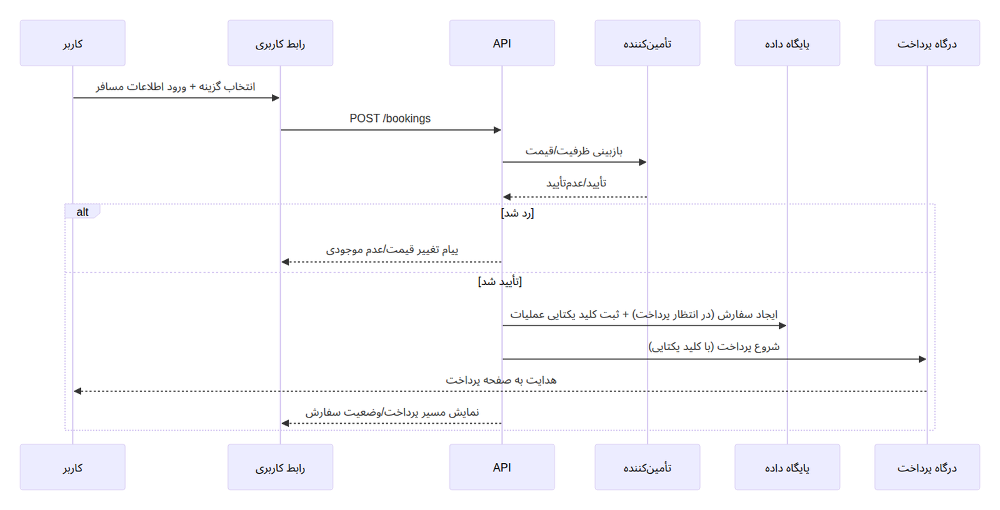 کاربر
رابط کاربری
API
تأمین‌کننده
پایگاه داده
درگاه پرداخت
انتخاب گزینه + ورود اطلاعات مسافر
POST /bookings
بازبینی ظرفیت/قیمت
تأیید/عدم‌تأیید
alt
[رد شد]
پیام تغییر قیمت/عدم موجودی
[تأیید شد]
ایجاد سفارش (در انتظار پرداخت) + ثبت کلید یکتایی عملیات
شروع پرداخت (با کلید یکتایی)
هدایت به صفحه پرداخت
نمایش مسیر پرداخت/وضعیت سفارش
کاربر
رابط کاربری
API
تأمین‌کننده
پایگاه داده
درگاه پرداخت